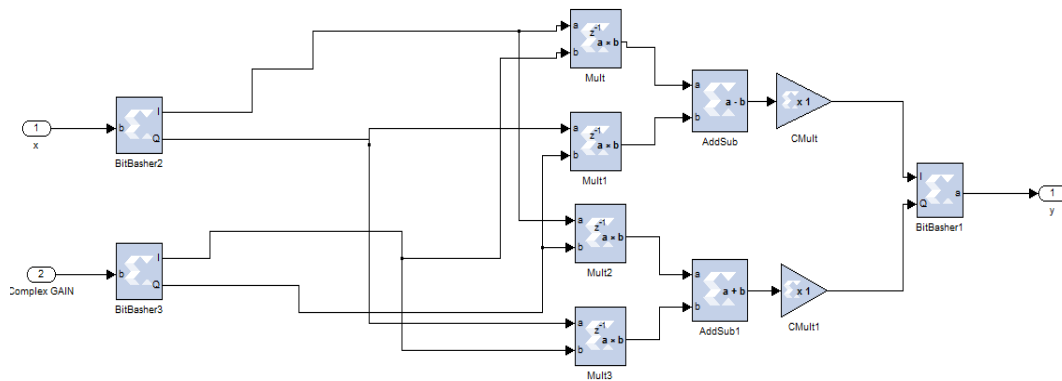 1
x
b
I
Q
BitBasher2
2
Complex GAIN
b
I
Q
BitBasher3
a
b
z-1
a × b
Mult
a
b
z-1
a × b
Mult1
a
b
z-1
a × b
Mult2
a
b
z-1
a × b
Mult3
a
b
a - b
AddSub
a
b
a + b
AddSub1
x 1
CMult
x 1
CMult1
I
Q
a
BitBasher1
1
y